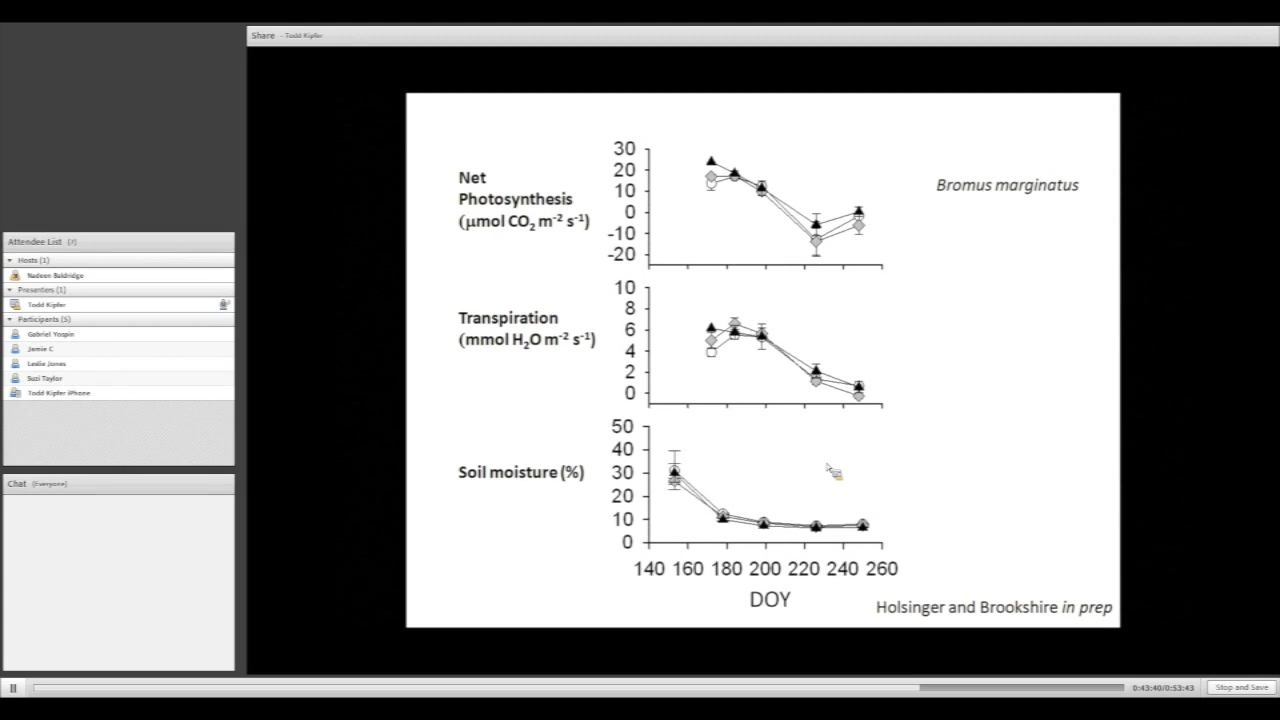 Share - Todd Kipfer
Attendee List (7)
Hosts (1)
Nadeen Baldridge
Presenters (1)
Todd Kipfer
Participants (5)
Gabriel Yospin
Jamie C
Leslie Jones
Suzi Taylor
Todd Kipfer iPhone
Chat (Everyone)
Net
Photosynthesis
(μmol CO₂ m⁻² s⁻¹)
30
20
10
0
-10
-20
Bromus marginatus
Transpiration
(mmol H₂O m⁻² s⁻¹)
10
8
6
4
2
0
Soil moisture (%)
50
40
30
20
10
0
140 160 180 200 220 240 260
DOY
Holsinger and Brookshire in prep
0:43:40/0:53:43
Stop and Save